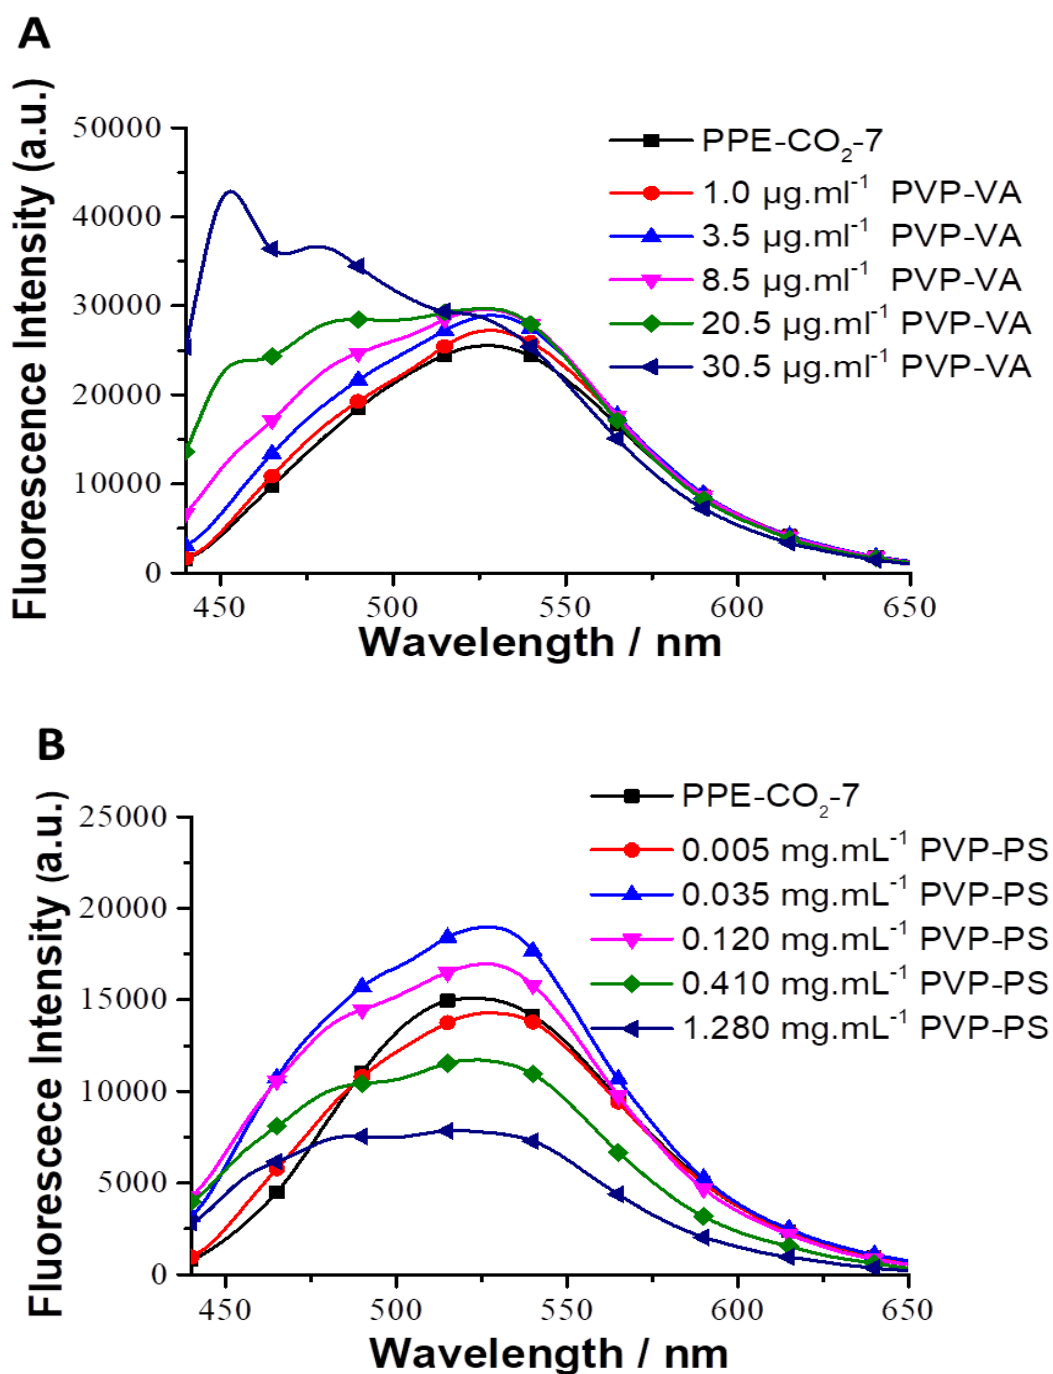 A
Fluorescence Intensity (a.u.)
50000
40000
30000
20000
10000
0
450
500
550
600
650
Wavelength / nm
PPE-CO₂-7
1.0 µg.ml⁻¹ PVP-VA
3.5 µg.ml⁻¹ PVP-VA
8.5 µg.ml⁻¹ PVP-VA
20.5 µg.ml⁻¹ PVP-VA
30.5 µg.ml⁻¹ PVP-VA
B
Fluorescece Intensity (a.u.)
25000
20000
15000
10000
5000
0
450
500
550
600
650
Wavelength / nm
PPE-CO₂-7
0.005 mg.mL⁻¹ PVP-PS
0.035 mg.mL⁻¹ PVP-PS
0.120 mg.mL⁻¹ PVP-PS
0.410 mg.mL⁻¹ PVP-PS
1.280 mg.mL⁻¹ PVP-PS